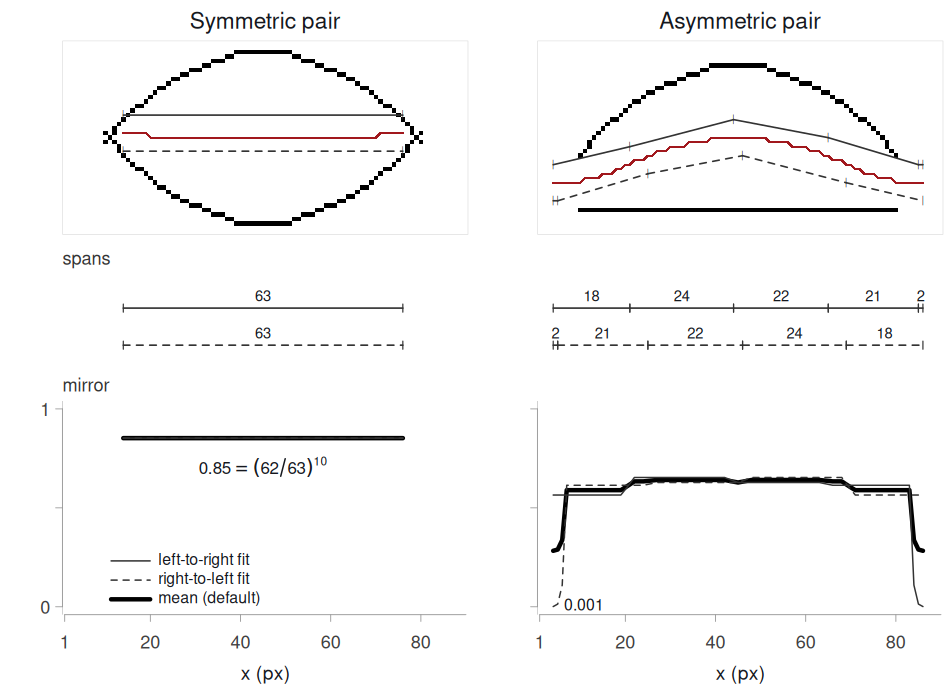 Symmetric pair
Asymmetric pair
spans
63
63
18 24 22 21 2
2 21 22 24 18
mirror
1
0.85 = (62/63)^10
left-to-right fit
right-to-left fit
mean (default)
0
0.001
1 20 40 60 80
1 20 40 60 80
x (px)
x (px)